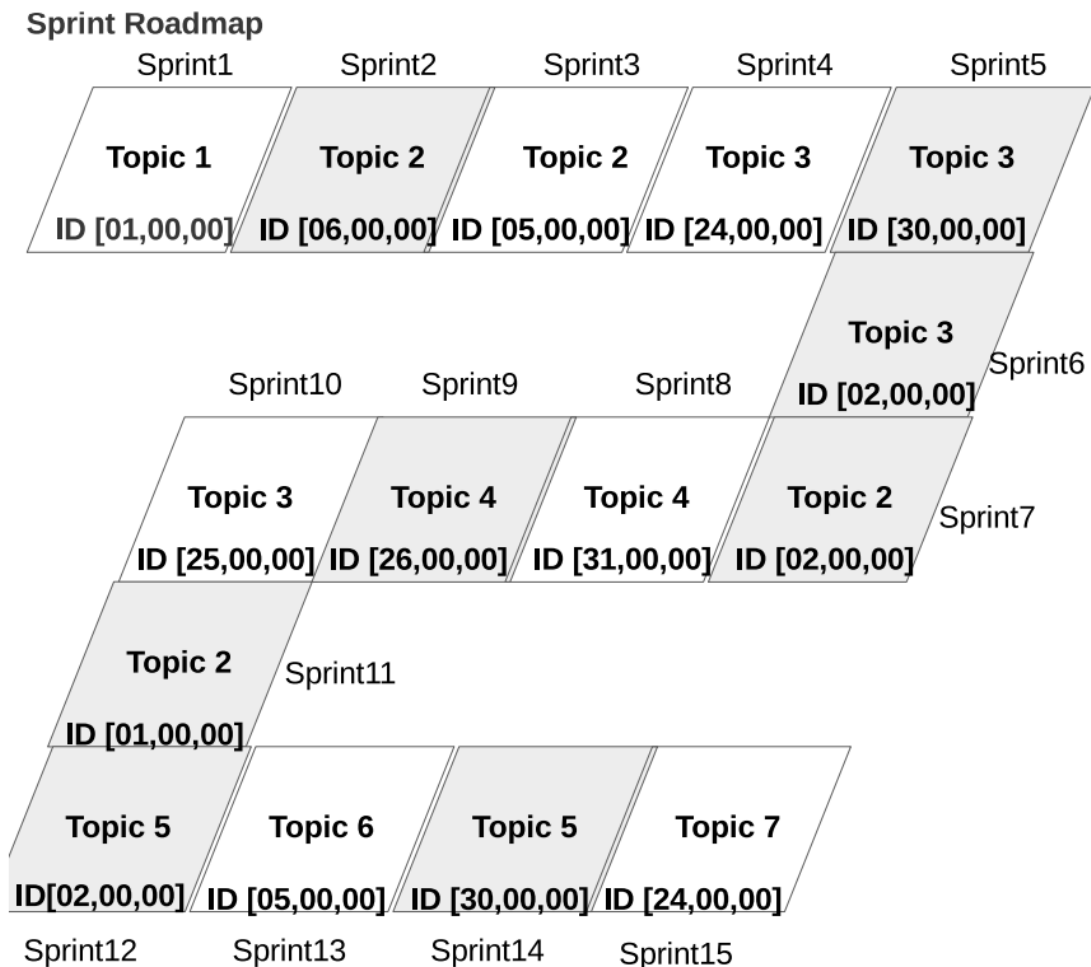 Sprint Roadmap
Sprint1 Sprint2 Sprint3 Sprint4 Sprint5
Topic 1 Topic 2 Topic 2 Topic 3 Topic 3
ID [01,00,00] ID [06,00,00] ID [05,00,00] ID [24,00,00] ID [30,00,00]
Topic 3
Sprint6
ID [02,00,00]
Sprint10 Sprint9 Sprint8
Topic 3 Topic 4 Topic 4 Topic 2
Sprint7
ID [25,00,00] ID [26,00,00] ID [31,00,00] ID [02,00,00]
Topic 2
Sprint11
ID [01,00,00]
Topic 5 Topic 6 Topic 5 Topic 7
ID[02,00,00] ID [05,00,00] ID [30,00,00] ID [24,00,00]
Sprint12 Sprint13 Sprint14 Sprint15